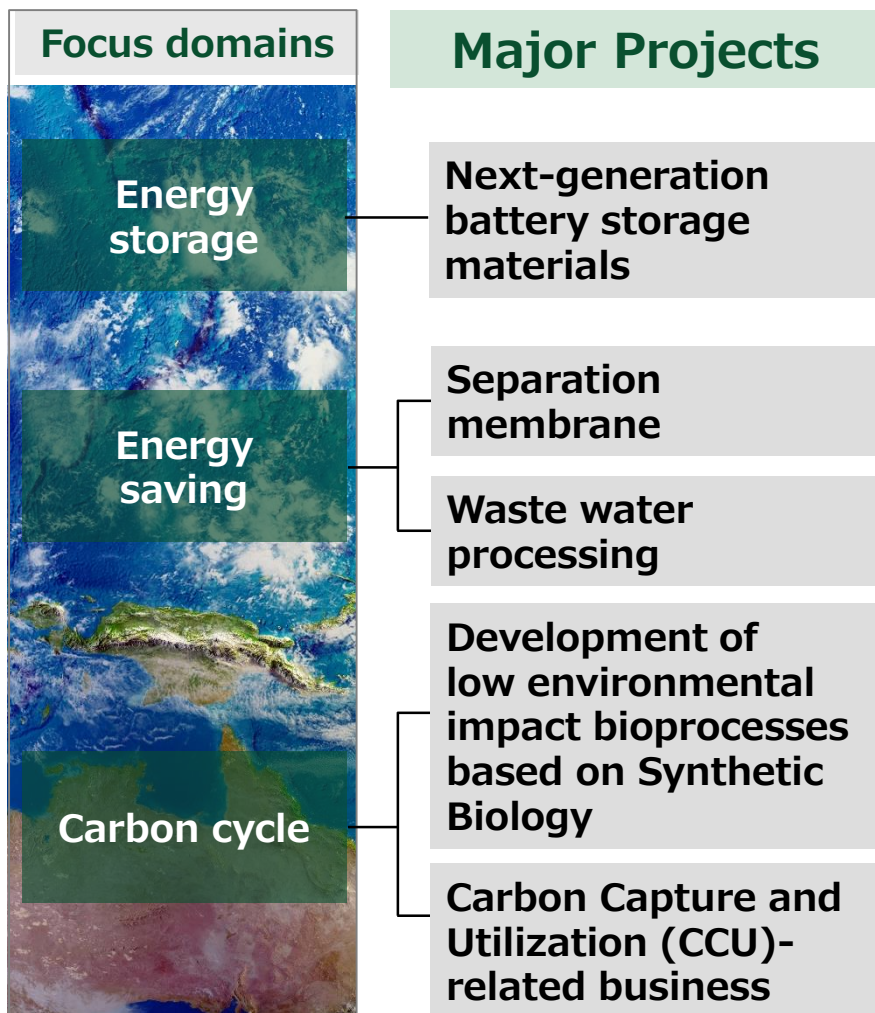 Focus domains
Major Projects
Energy
storage
Next-generation
battery storage
materials
Energy
saving
Separation
membrane
Waste water
processing
Carbon cycle
Development of
low environmental
impact bioprocesses
based on Synthetic
Biology
Carbon Capture and
Utilization (CCU)-
related business